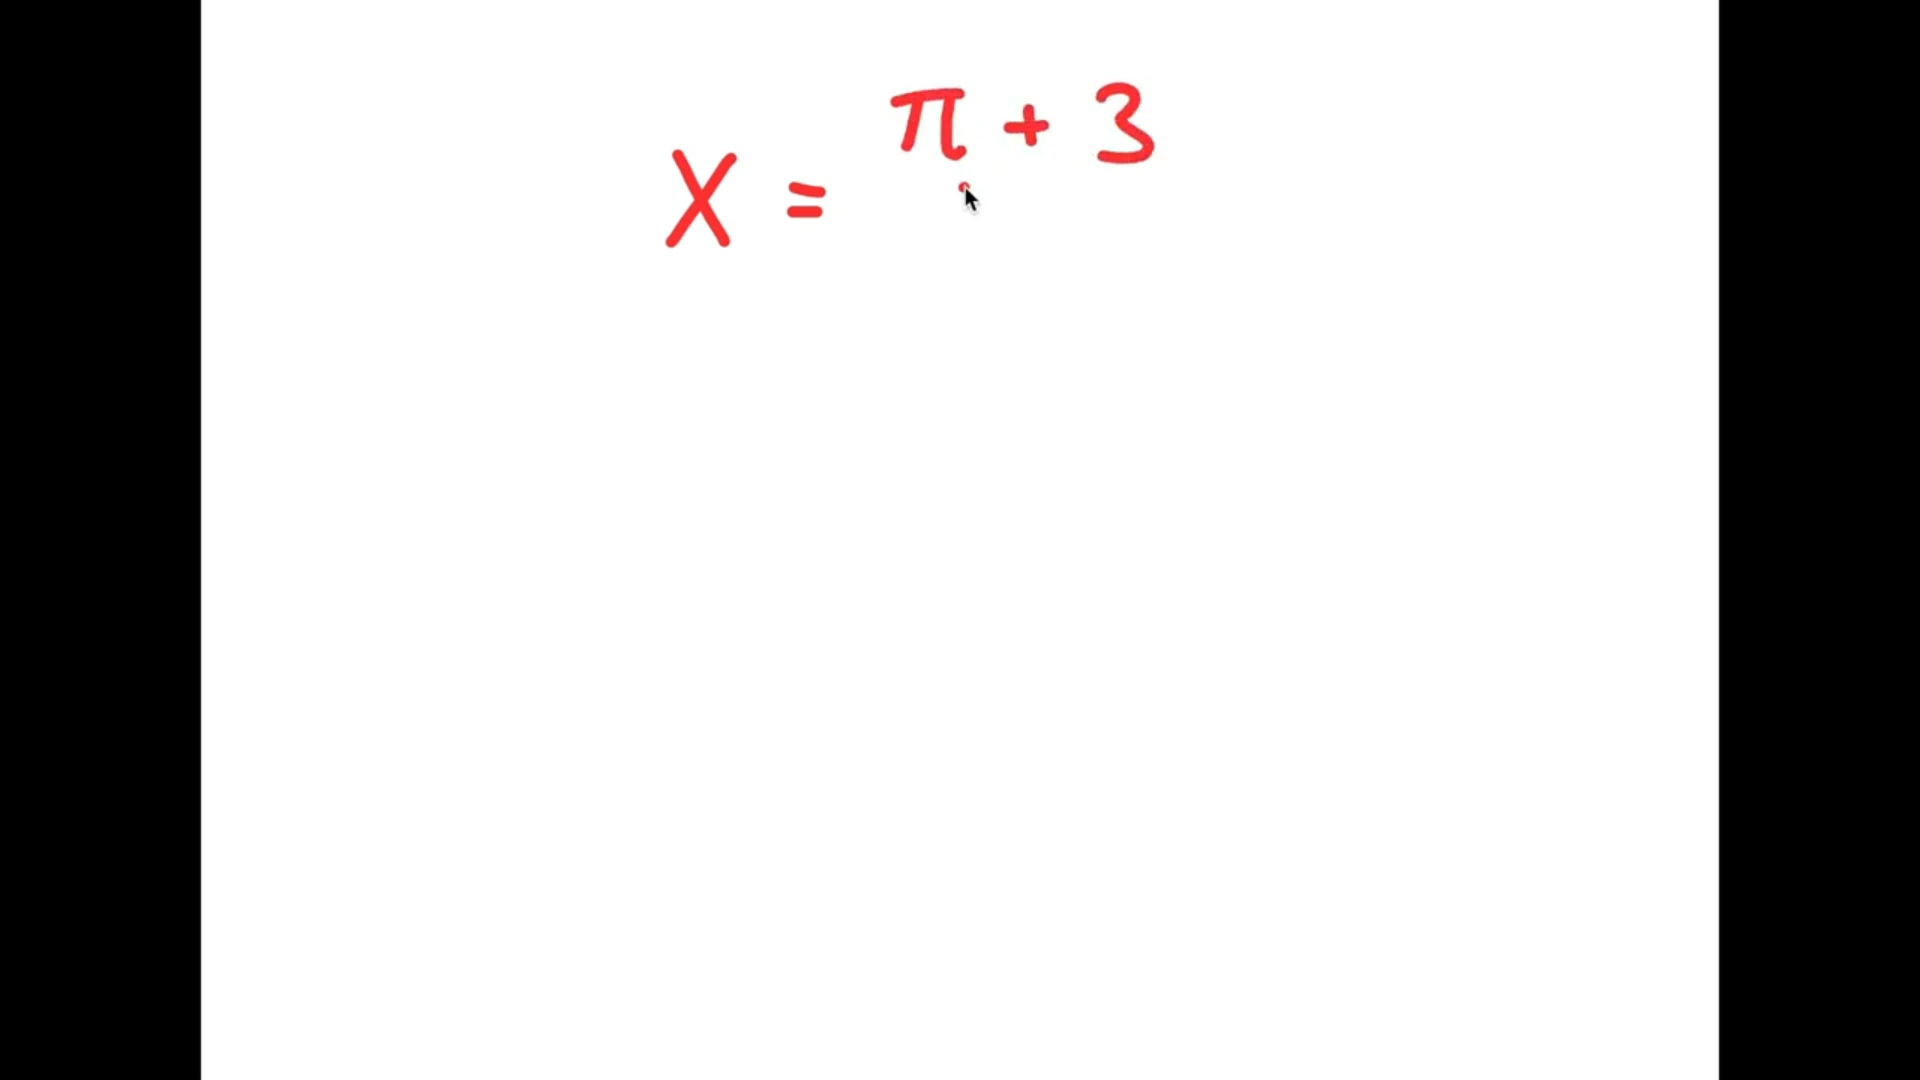 X = π + 3